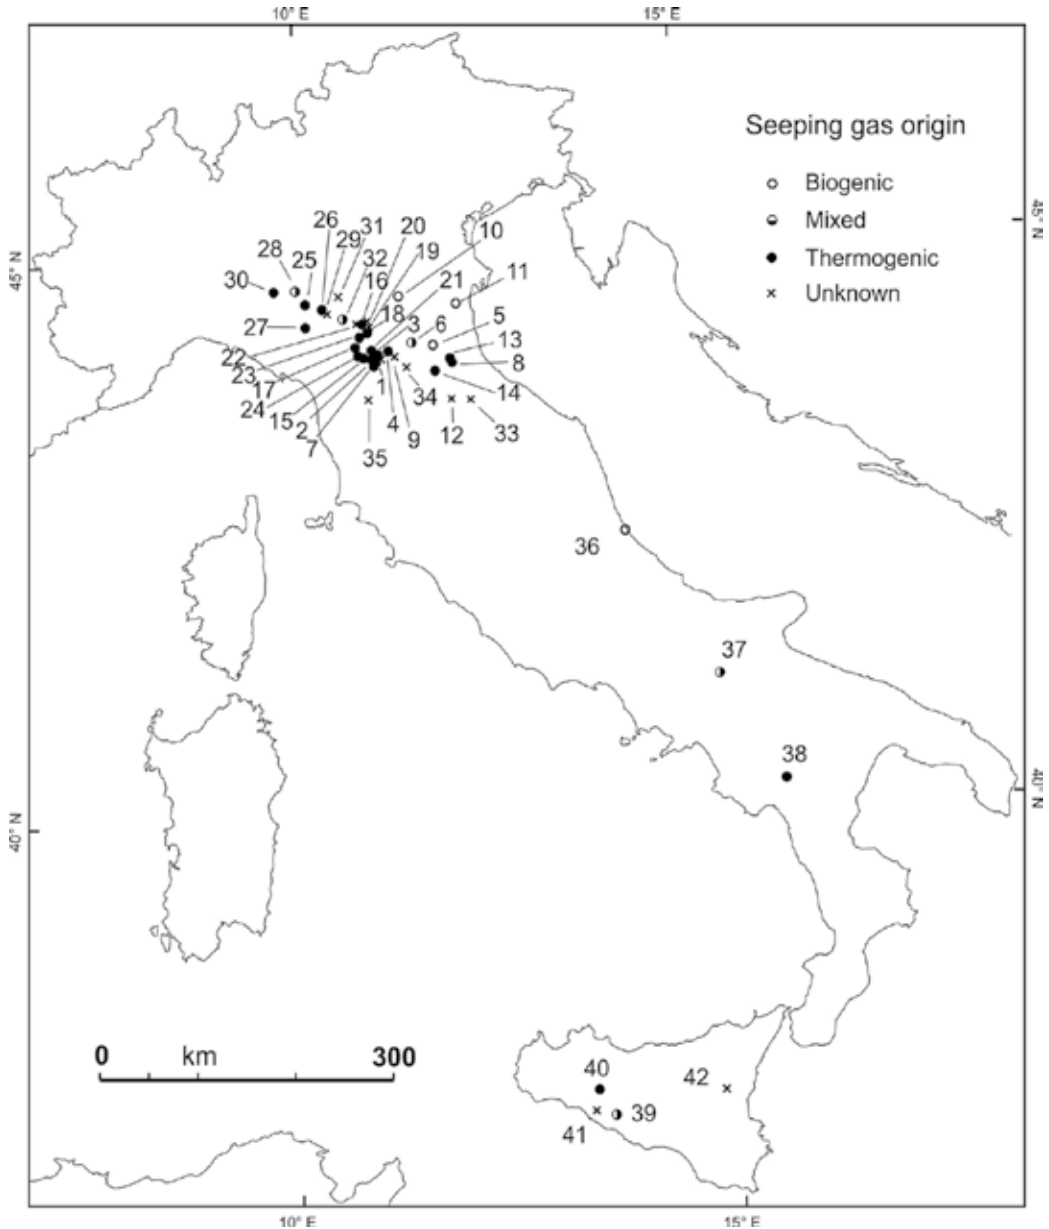 10° E 15° E
Seeping gas origin
Biogenic
Mixed
Thermogenic
Unknown
45° N
45° N
26 31 20 10
29 19
28 25 32 21 11
30 16
5
27 18 3 6 13
22 8
23 1
17 34 14
24
15 2 4
7 9 12 33
35
36
37
38
40° N
40° N
0 km 300
40 42
39
41
10° E 15° E